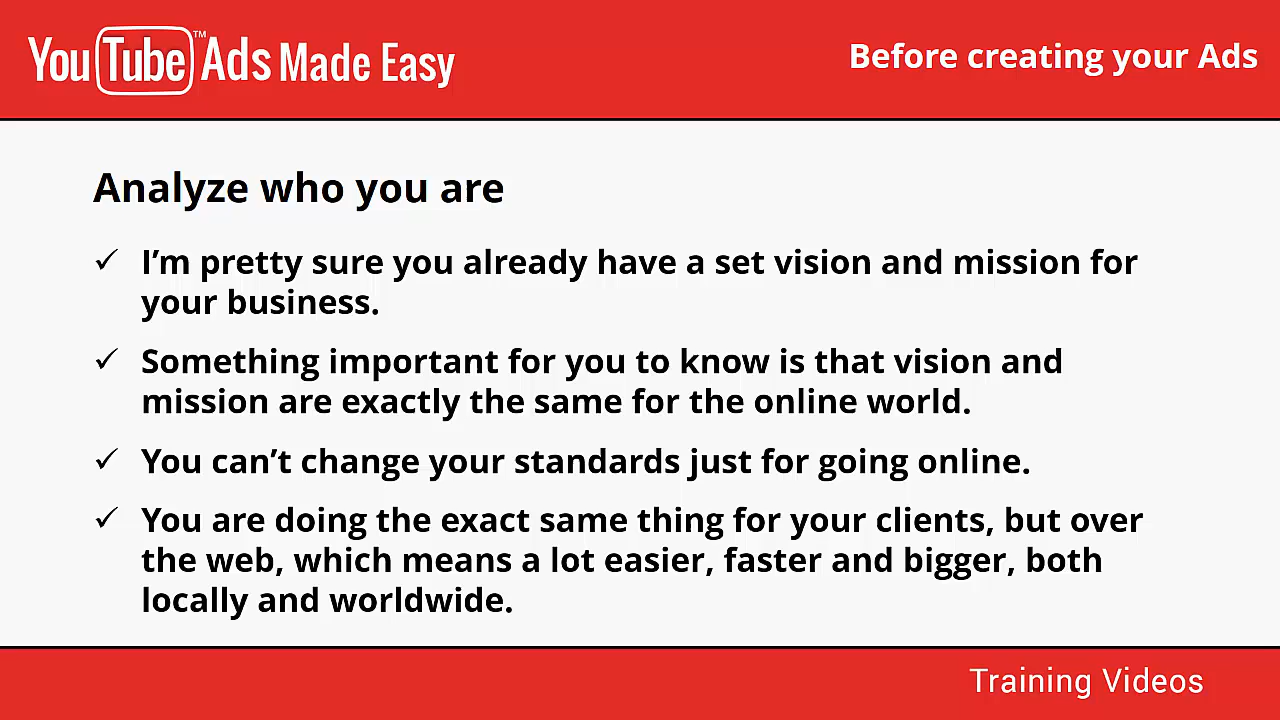 YouTube™ Ads Made Easy
Before creating your Ads
Analyze who you are
✓ I’m pretty sure you already have a set vision and mission for
your business.
✓ Something important for you to know is that vision and
mission are exactly the same for the online world.
✓ You can’t change your standards just for going online.
✓ You are doing the exact same thing for your clients, but over
the web, which means a lot easier, faster and bigger, both
locally and worldwide.
Training Videos